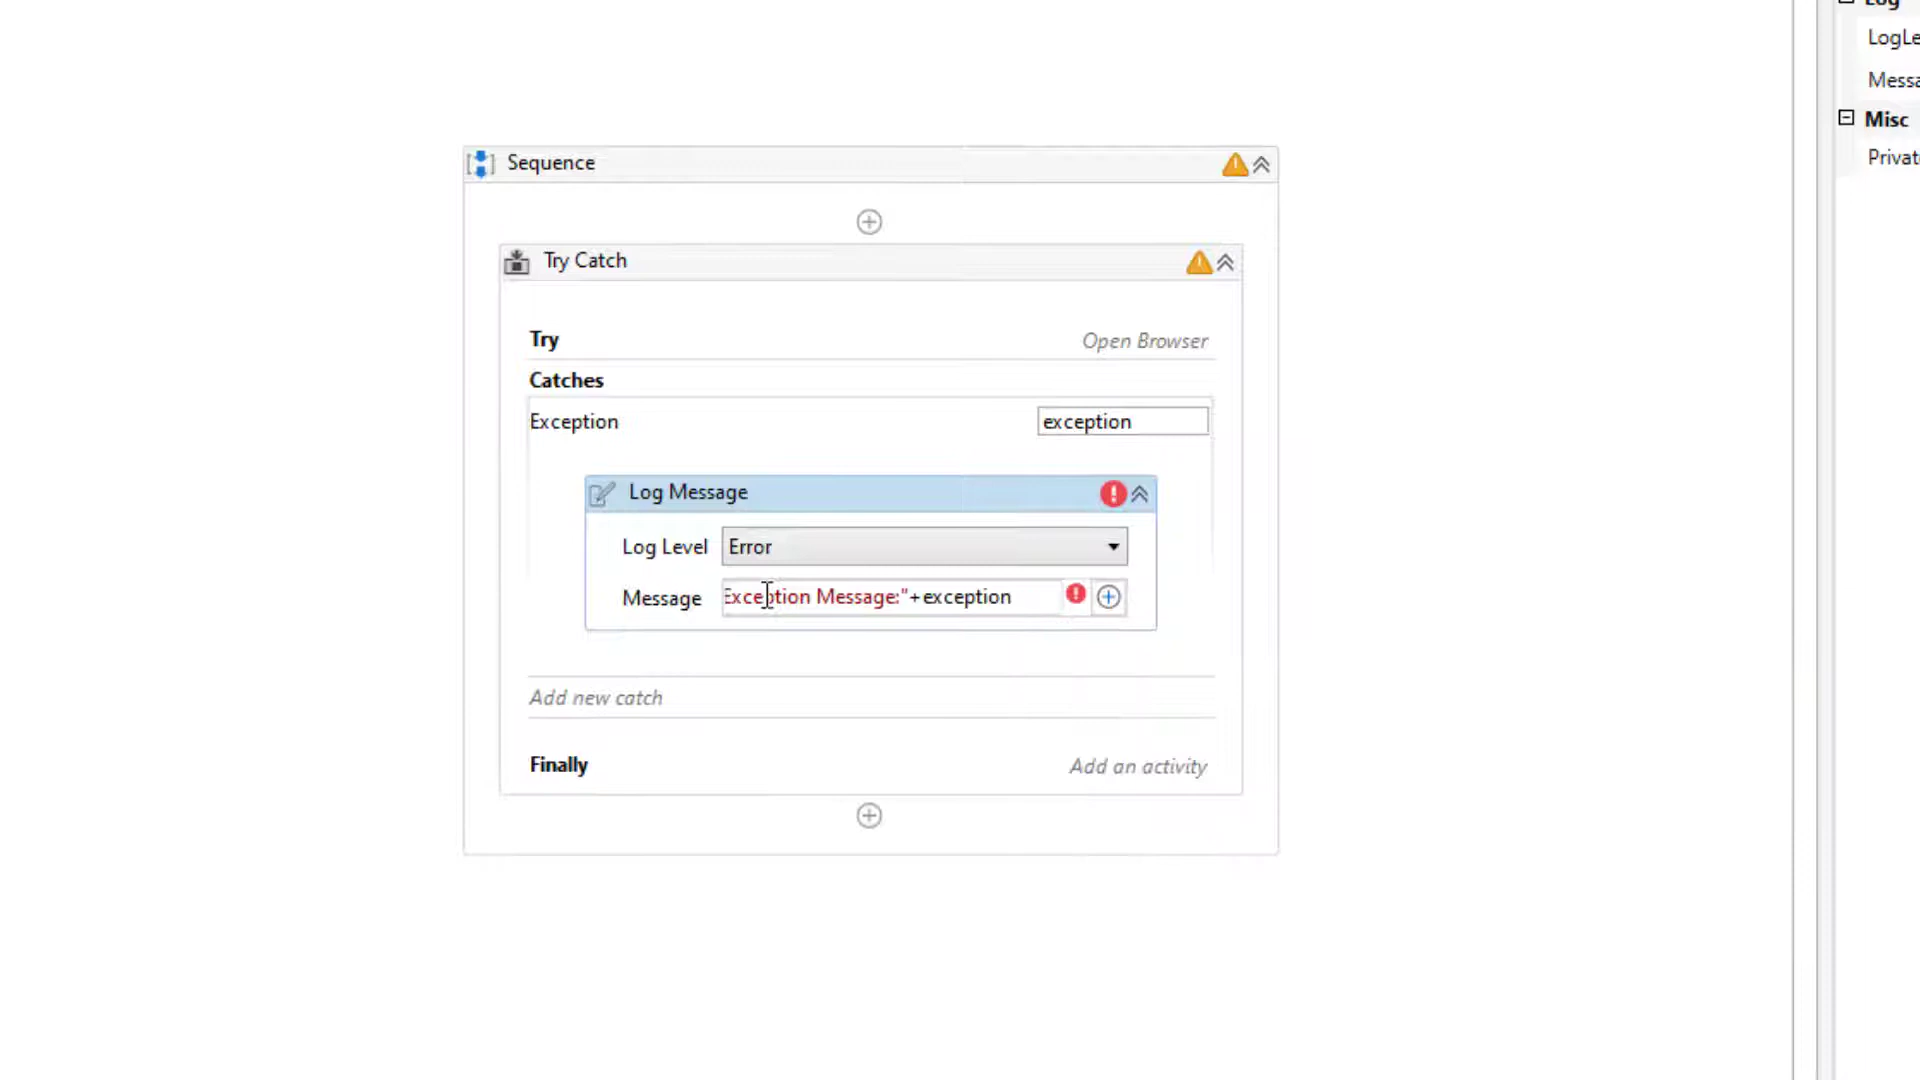 Log
LogLe
Messa
Misc
Privat
Sequence
Try Catch
Try Open Browser
Catches
Exception exception
Log Message
Log Level Error
Message Exception Message:"+exception
Add new catch
Finally Add an activity